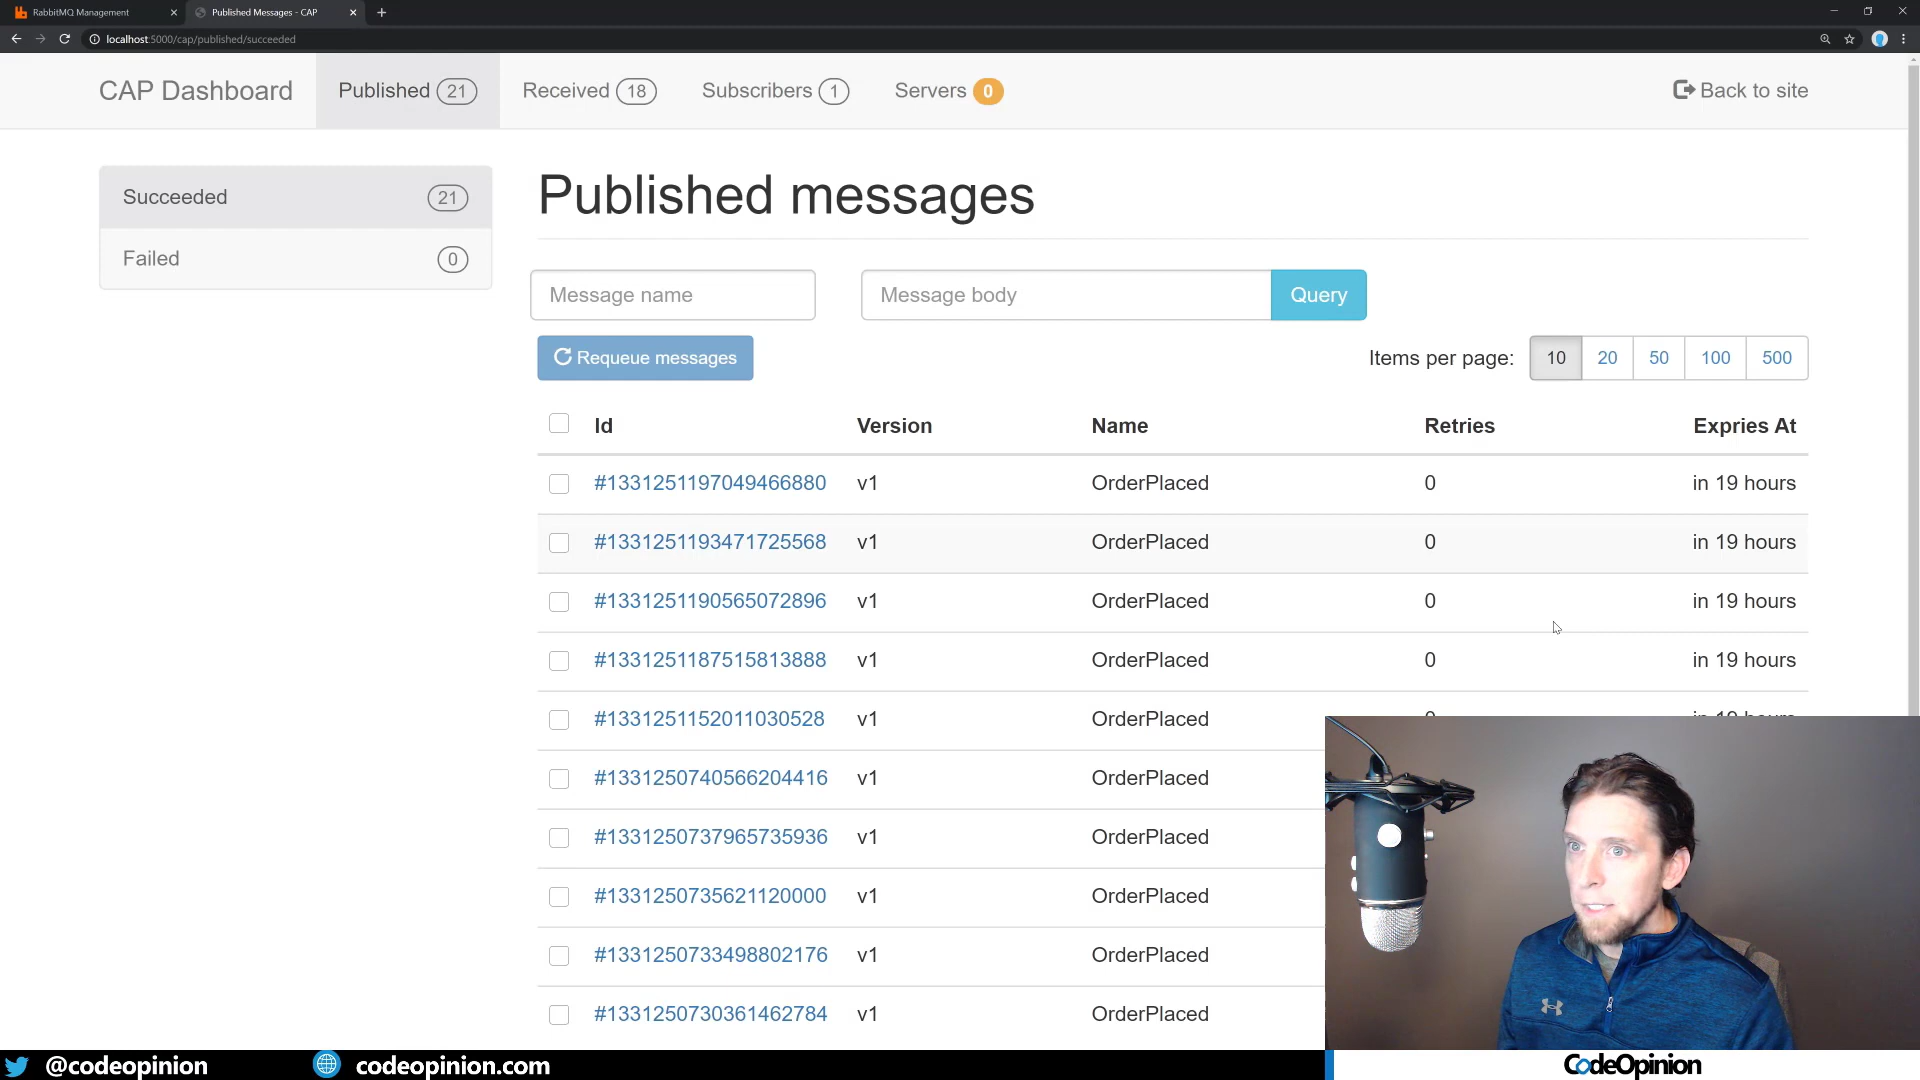 RabbitMQ Management
Published Messages - CAP
localhost:5000/cap/published/succeeded
CAP Dashboard
Published 21
Received 18
Subscribers 1
Servers 0
Back to site
Succeeded 21
Failed 0
Published messages
Message name
Message body
Query
Requeue messages
Items per page: 10 20 50 100 500
Id Version Name Retries Expries At
#1331251197049466880 v1 OrderPlaced 0 in 19 hours
#1331251193471725568 v1 OrderPlaced 0 in 19 hours
#1331251190565072896 v1 OrderPlaced 0 in 19 hours
#1331251187515813888 v1 OrderPlaced 0 in 19 hours
#1331251152011030528 v1 OrderPlaced
#1331250740566204416 v1 OrderPlaced
#1331250737965735936 v1 OrderPlaced
#1331250735621120000 v1 OrderPlaced
#1331250733498802176 v1 OrderPlaced
#1331250730361462784 v1 OrderPlaced
@codeopinion
codeopinion.com
CodeOpinion